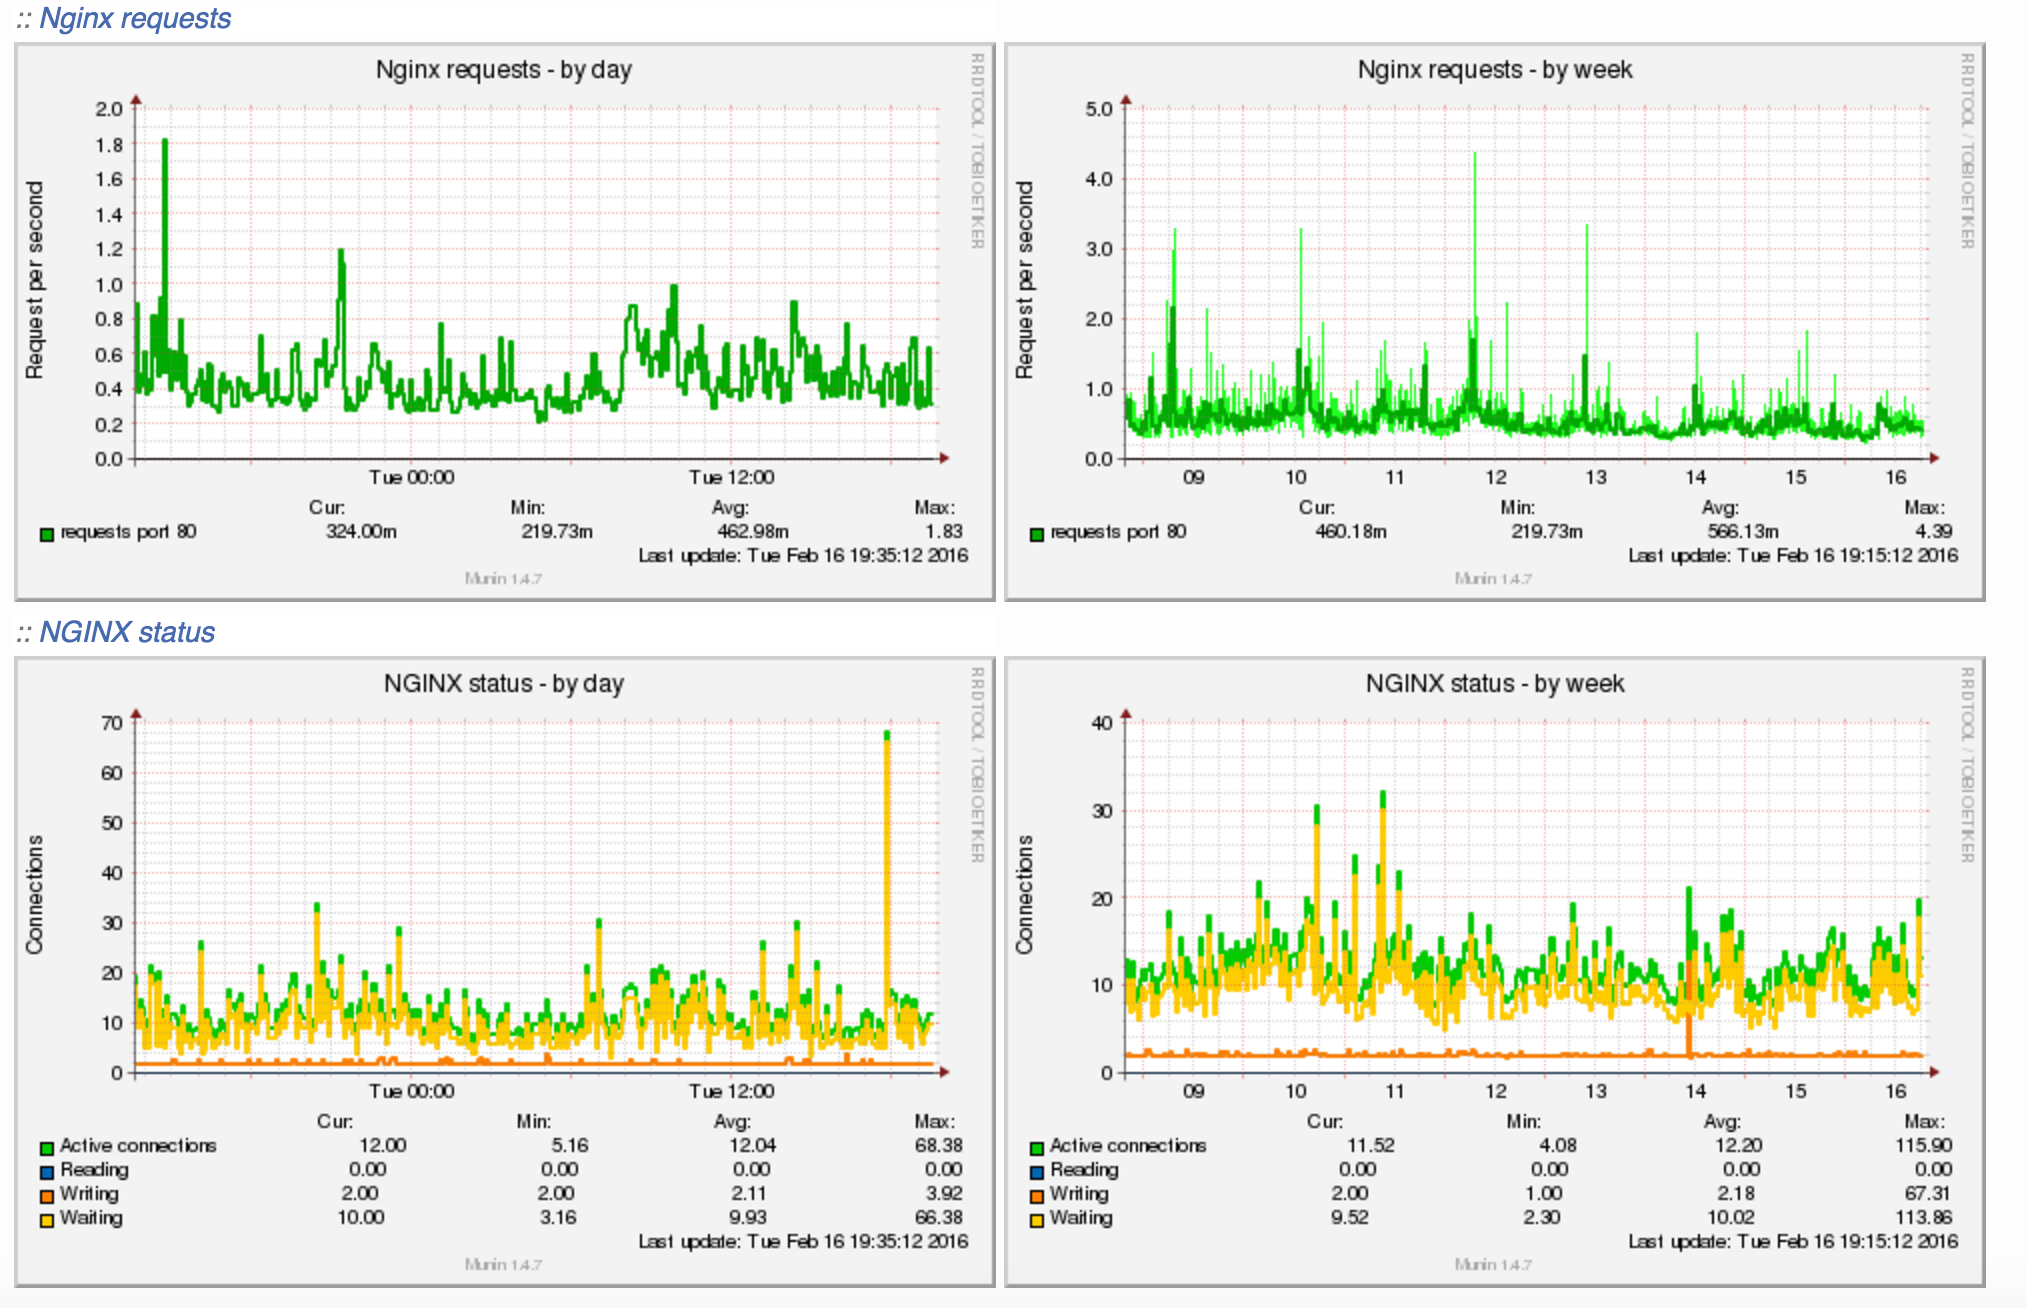 :: Nginx requests
Nginx requests - by day
RRDTOOL / TOBI OETIKER
Request per second
2.0
1.8
1.6
1.4
1.2
1.0
0.8
0.6
0.4
0.2
0.0
Tue 00:00 Tue 12:00
Cur: Min: Avg: Max:
requests port 80 324.00m 219.73m 462.98m 1.83
Last update: Tue Feb 16 19:35:12 2016
Munin 1.4.7
Nginx requests - by week
RRDTOOL / TOBI OETIKER
Request per second
5.0
4.0
3.0
2.0
1.0
0.0
09 10 11 12 13 14 15 16
Cur: Min: Avg: Max:
requests port 80 460.18m 219.73m 566.13m 4.39
Last update: Tue Feb 16 19:15:12 2016
Munin 1.4.7
:: NGINX status
NGINX status - by day
RRDTOOL / TOBI OETIKER
Connections
70
60
50
40
30
20
10
0
Tue 00:00 Tue 12:00
Cur: Min: Avg: Max:
Active connections 12.00 5.16 12.04 68.38
Reading 0.00 0.00 0.00 0.00
Writing 2.00 2.00 2.11 3.92
Waiting 10.00 3.16 9.93 66.38
Last update: Tue Feb 16 19:35:12 2016
Munin 1.4.7
NGINX status - by week
RRDTOOL / TOBI OETIKER
Connections
40
30
20
10
0
09 10 11 12 13 14 15 16
Cur: Min: Avg: Max:
Active connections 11.52 4.08 12.20 115.90
Reading 0.00 0.00 0.00 0.00
Writing 2.00 1.00 2.18 67.31
Waiting 9.52 2.30 10.02 113.86
Last update: Tue Feb 16 19:15:12 2016
Munin 1.4.7